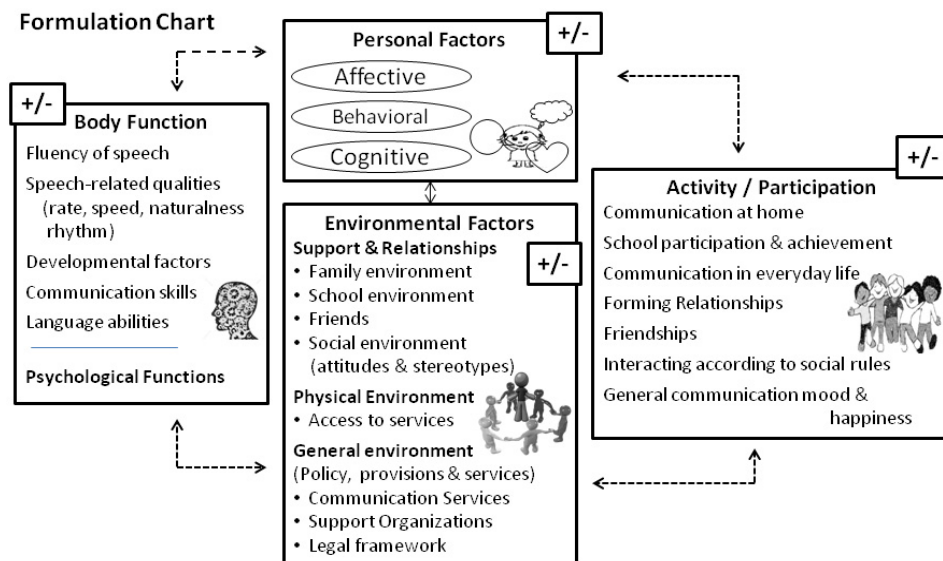 Formulation Chart
+/-
Personal Factors
Affective
Behavioral
Cognitive
+/-
Body Function
Fluency of speech
Speech-related qualities
(rate, speed, naturalness
rhythm)
Developmental factors
Communication skills
Language abilities
Psychological Functions
Environmental Factors
+/-
Support & Relationships
• Family environment
• School environment
• Friends
• Social environment
(attitudes & stereotypes)
Physical Environment
• Access to services
General environment
(Policy, provisions & services)
• Communication Services
• Support Organizations
• Legal framework
+/-
Activity / Participation
Communication at home
School participation & achievement
Communication in everyday life
Forming Relationships
Friendships
Interacting according to social rules
General communication mood &
happiness